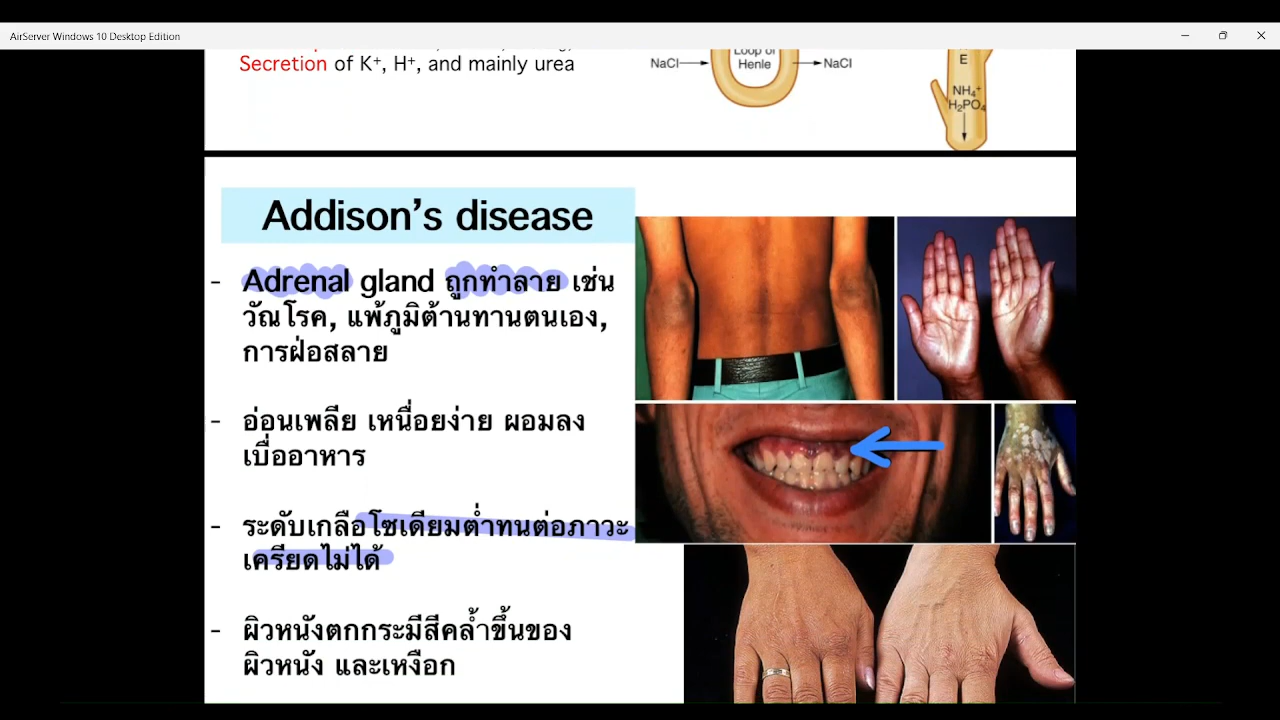 AirServer Windows 10 Desktop Edition
Secretion of K⁺, H⁺, and mainly urea
NaCl
Loop of
Henle
NaCl
E
NH₄⁺
H₂PO₄
Addison's disease
- Adrenal gland ถูกทำลาย เช่น
วัณโรค, แพ้ภูมิต้านทานตนเอง,
การฝ่อสลาย
- อ่อนเพลีย เหนื่อยง่าย ผอมลง
เบื่ออาหาร
- ระดับเกลือโซเดียมต่ำทนต่อภาวะ
เครียดไม่ได้
- ผิวหนังตกกระมีสีคล้ำขึ้นของ
ผิวหนัง และเหงือก